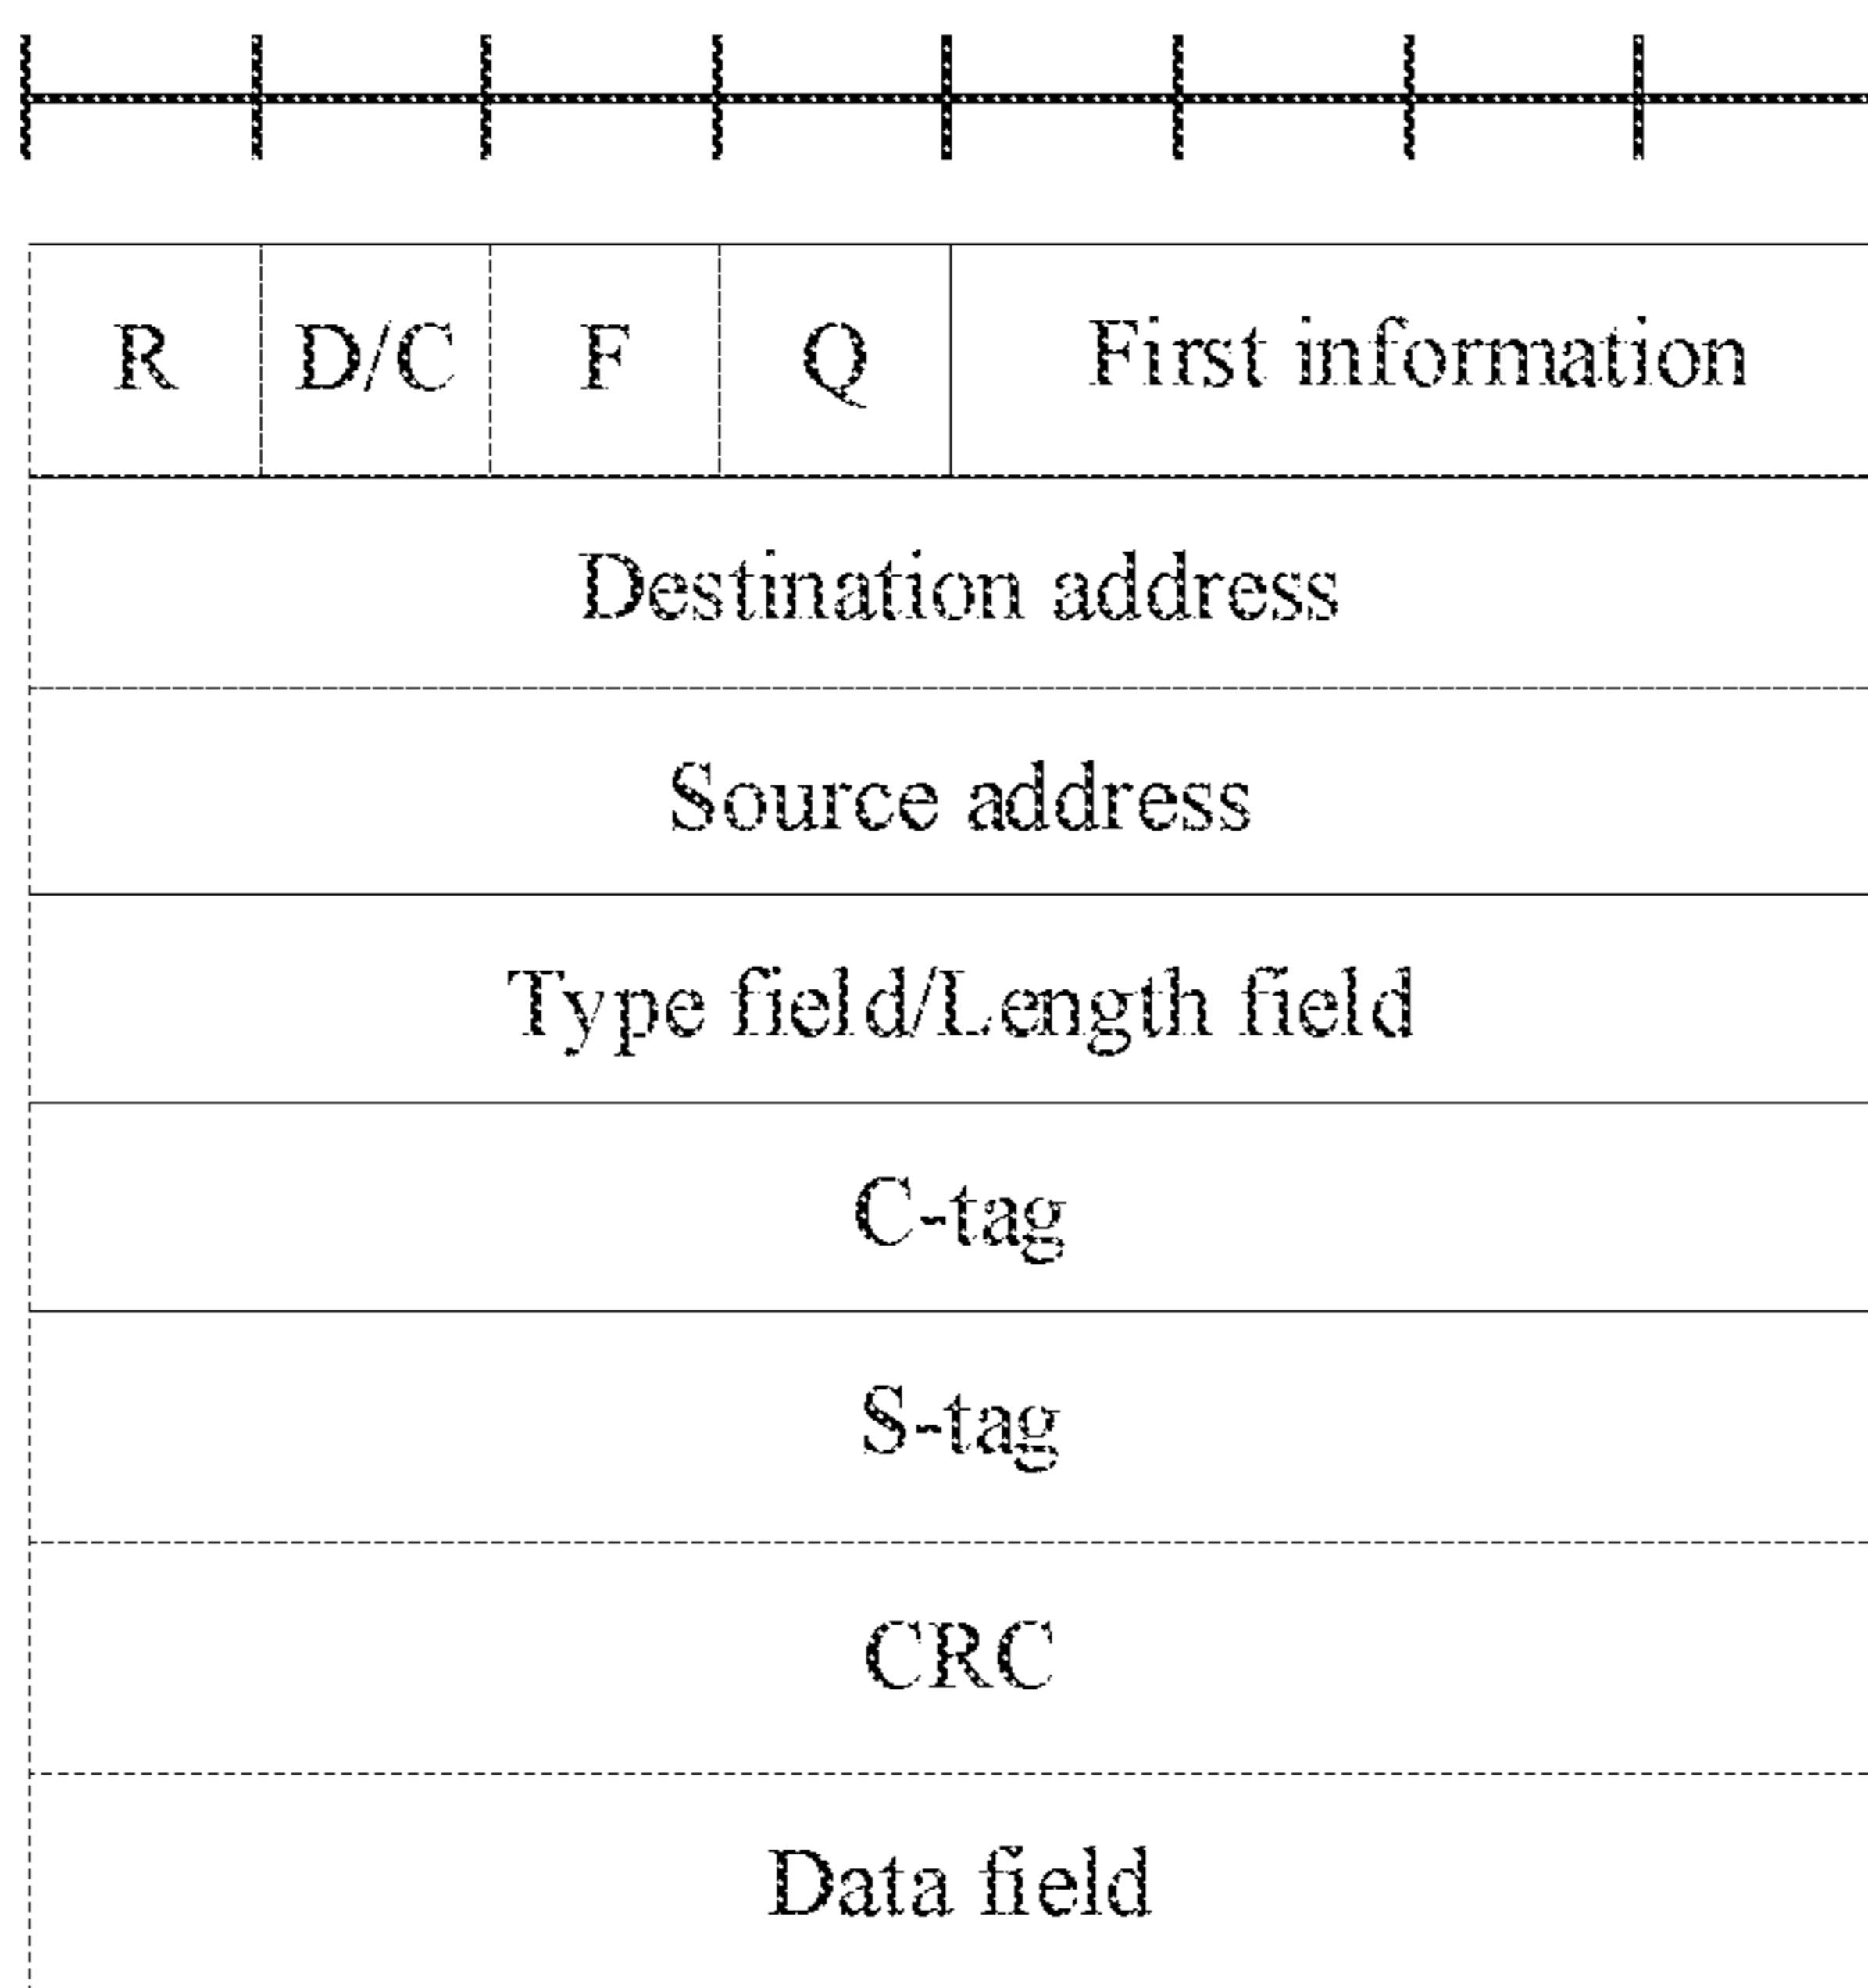 R D/C F Q First information
Destination address
Source address
Type field/Length field
C-tag
S-tag
CRC
Data field